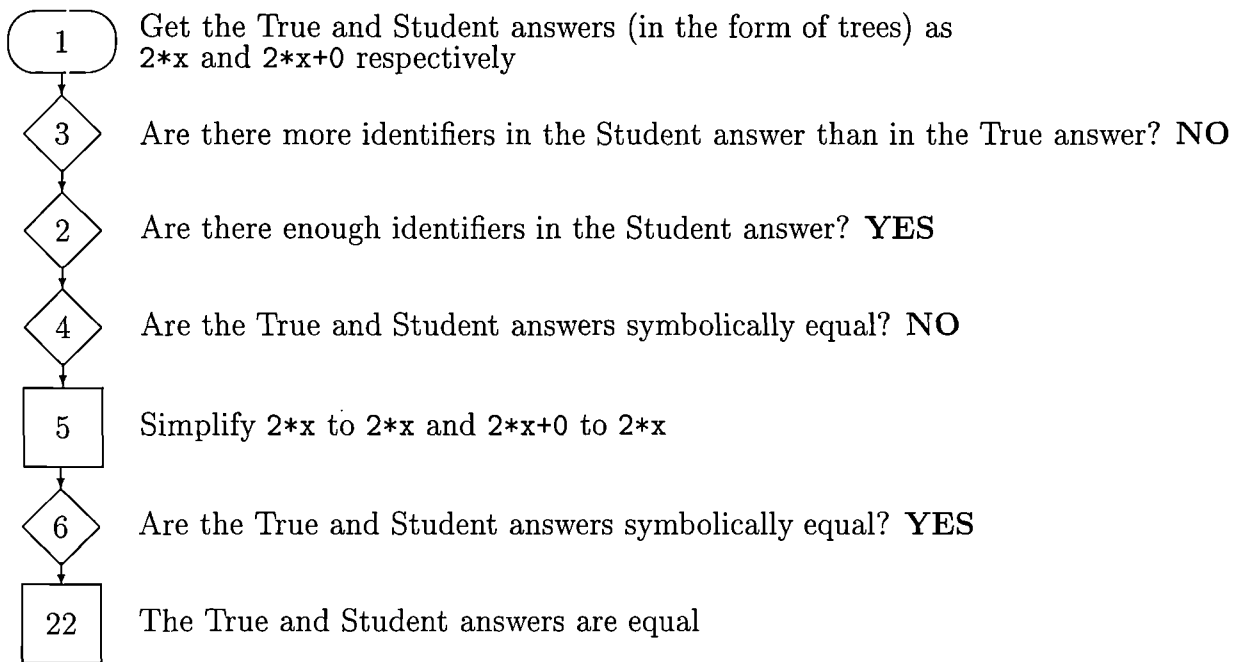 1 Get the True and Student answers (in the form of trees) as
2*x and 2*x+0 respectively
3 Are there more identifiers in the Student answer than in the True answer? NO
2 Are there enough identifiers in the Student answer? YES
4 Are the True and Student answers symbolically equal? NO
5 Simplify 2*x to 2*x and 2*x+0 to 2*x
6 Are the True and Student answers symbolically equal? YES
22 The True and Student answers are equal